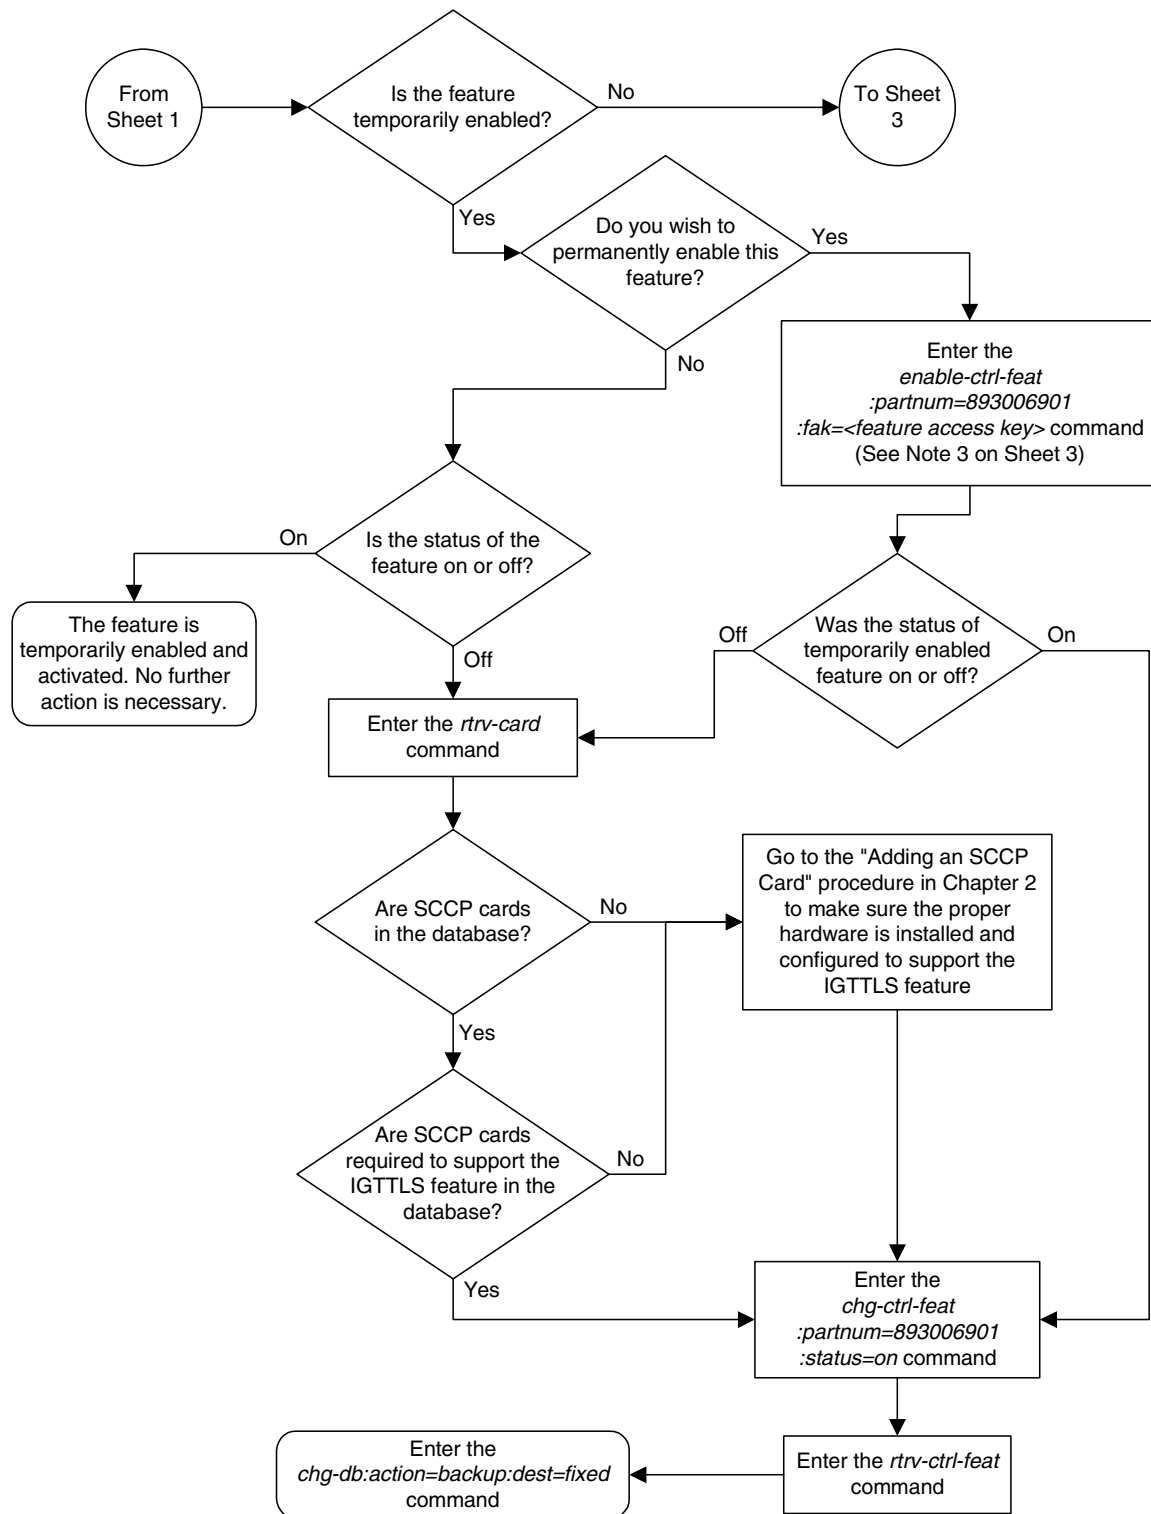 From
Sheet 1
Is the feature
temporarily enabled?
No
To Sheet
3
Yes
Do you wish to
permanently enable this
feature?
Yes
No
Enter the
enable-ctrl-feat
:partnum=893006901
:fak=<feature access key> command
(See Note 3 on Sheet 3)
On
Is the status of the
feature on or off?
Off
The feature is
temporarily enabled and
activated. No further
action is necessary.
Off
Was the status of
temporarily enabled
feature on or off?
On
Enter the rtrv-card
command
Are SCCP cards
in the database?
No
Yes
Go to the "Adding an SCCP
Card" procedure in Chapter 2
to make sure the proper
hardware is installed and
configured to support the
IGTTLS feature
Are SCCP cards
required to support the
IGTTLS feature in the
database?
No
Yes
Enter the
chg-ctrl-feat
:partnum=893006901
:status=on command
Enter the rtrv-ctrl-feat
command
Enter the
chg-db:action=backup:dest=fixed
command